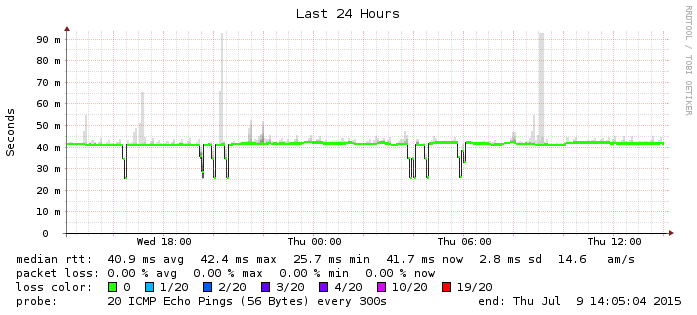 Last 24 Hours
RRDTOOL / TOBI OETIKER
Seconds
90 m
80 m
70 m
60 m
50 m
40 m
30 m
20 m
10 m
0
Wed 18:00 Thu 00:00 Thu 06:00 Thu 12:00
median rtt: 40.9 ms avg 42.4 ms max 25.7 ms min 41.7 ms now 2.8 ms sd 14.6 am/s
packet loss: 0.00 % avg 0.00 % max 0.00 % min 0.00 % now
loss color: 0 1/20 2/20 3/20 4/20 10/20 19/20
probe: 20 ICMP Echo Pings (56 Bytes) every 300s end: Thu Jul 9 14:05:04 2015